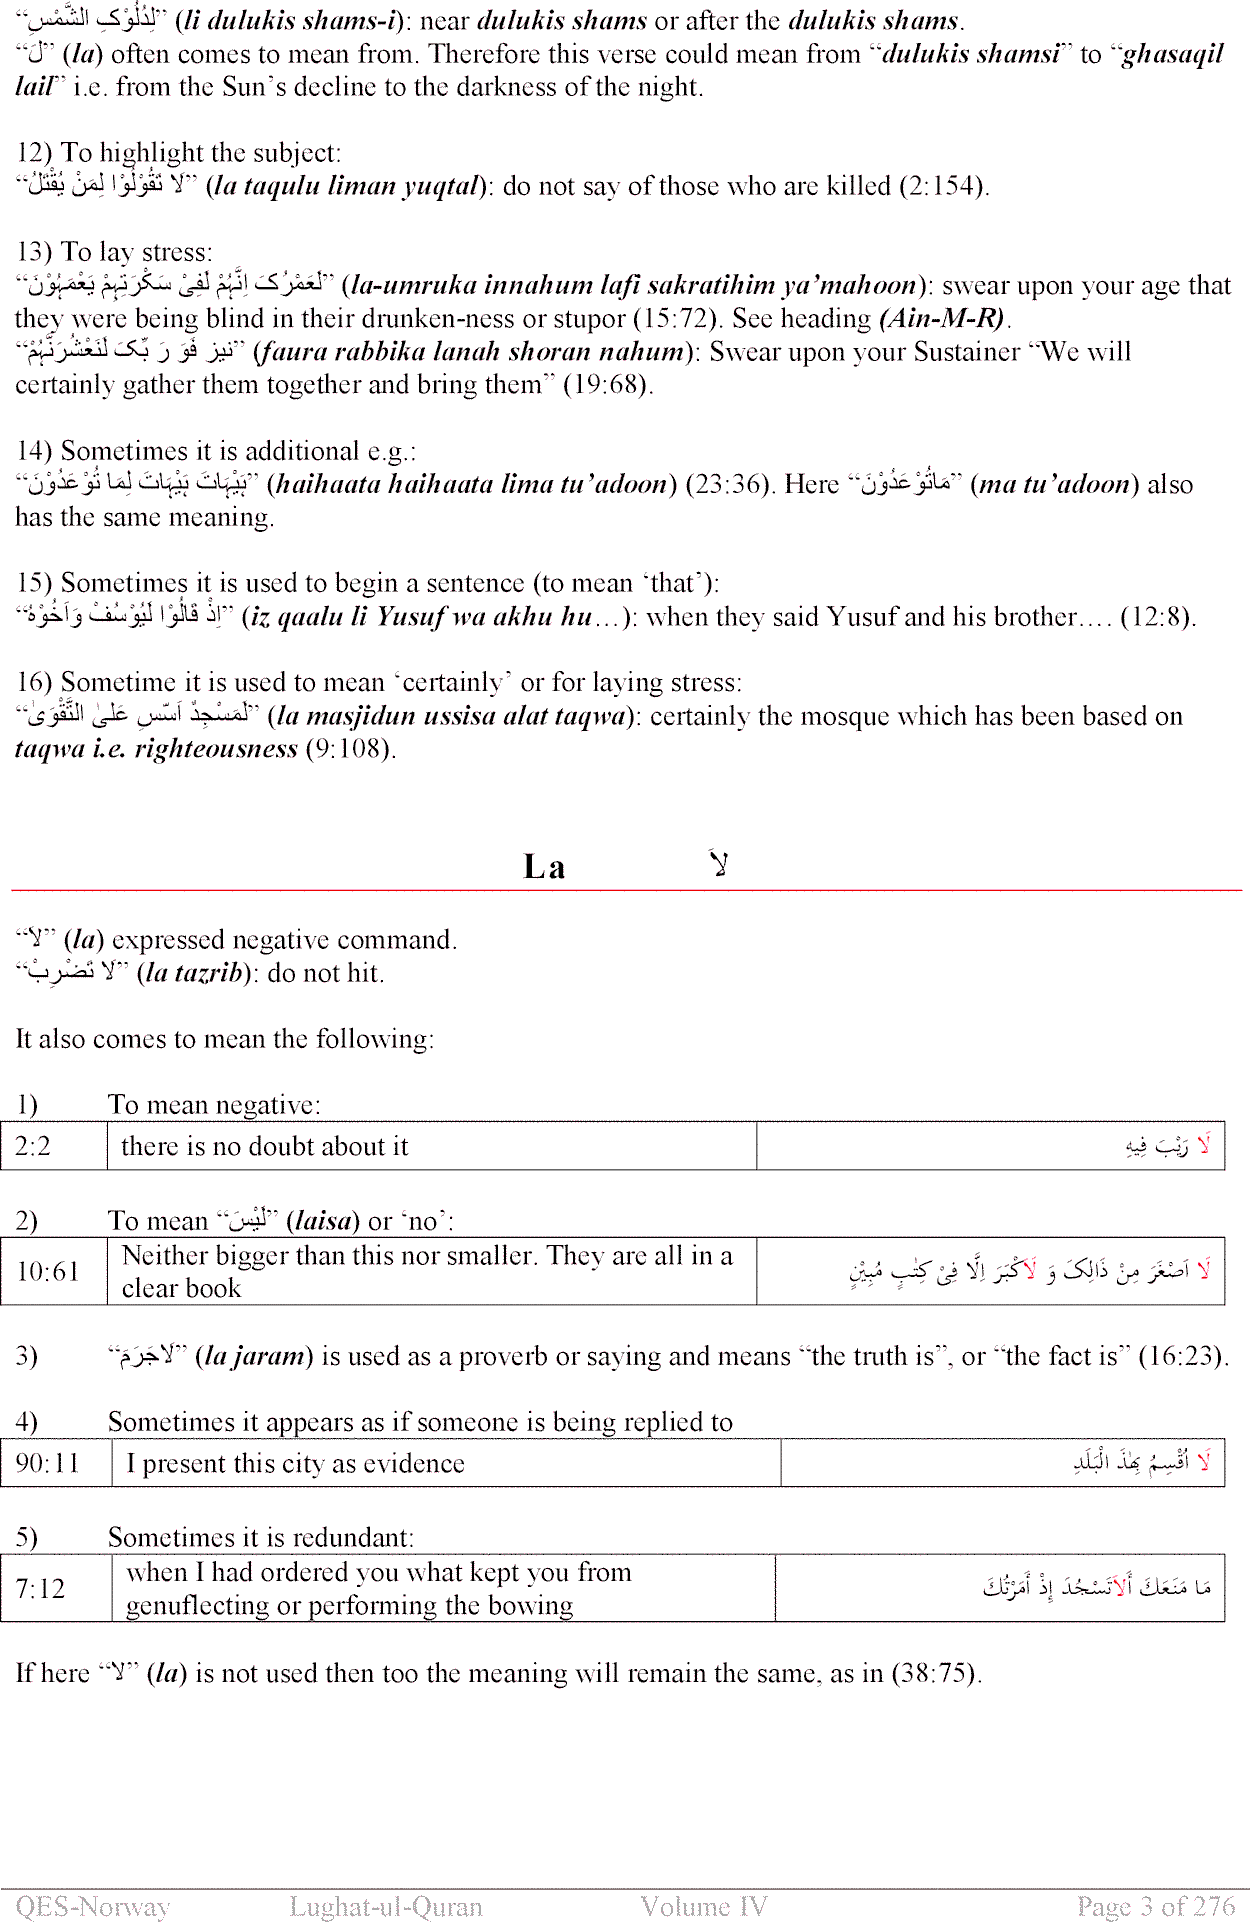 “لِدُلُوْکِ الشَّمْسِ” (li dulukis shams-i): near dulukis shams or after the dulukis shams.
“لَ” (la) often comes to mean from. Therefore this verse could mean from “dulukis shamsi” to “ghasaqil
lail” i.e. from the Sun’s decline to the darkness of the night.
12) To highlight the subject:
“لَا تَقُوْلُوْا لِمَنْ يُقْتَلُ” (la taqulu liman yuqtal): do not say of those who are killed (2:154).
13) To lay stress:
“لَعَمْرُکَ اِنَّہُمْ لَفِیْ سَکْرَتِہِمْ يَعْمَہُوْنَ” (la-umruka innahum lafi sakratihim ya’mahoon): swear upon your age that
they were being blind in their drunken-ness or stupor (15:72). See heading (Ain-M-R).
“نیز فَوَ رَ بِّکَ لَنَعْشُرَنَّہُمْ” (faura rabbika lanah shoran nahum): Swear upon your Sustainer “We will
certainly gather them together and bring them” (19:68).
14) Sometimes it is additional e.g.:
“ہَيْہَاتَ ہَيْہَاتَ لِمَا تُوْعَدُوْنَ” (haihaata haihaata lima tu’adoon) (23:36). Here “مَاتُوْعَدُوْنَ” (ma tu’adoon) also
has the same meaning.
15) Sometimes it is used to begin a sentence (to mean ‘that’):
“اِذْ قَالُوْا لَيُوْسُفْ وَاَخُوْہُ” (iz qaalu li Yusuf wa akhu hu…): when they said Yusuf and his brother…. (12:8).
16) Sometime it is used to mean ‘certainly’ or for laying stress:
“لَمَسْجِدٌ اَسّسِ عَلیٰ التَّقْوَیٰ” (la masjidun ussisa alat taqwa): certainly the mosque which has been based on
taqwa i.e. righteousness (9:108).
La لَا
“لا” (la) expressed negative command.
“لَا تَضْرِبْ” (la tazrib): do not hit.
It also comes to mean the following:
1) To mean negative:
2:2 there is no doubt about it لَا رَيْبَ فِيهِ
2) To mean “لَيْسَ” (laisa) or ‘no’:
10:61 Neither bigger than this nor smaller. They are all in a
clear book لَا اَصْغَرَ مِنْ ذَالِکَ وَ لَاکْبَرَ اِلَّا فِیْ کِتٰبٍ مُبِیْنٍ
3) “لَاجَرَمَ” (la jaram) is used as a proverb or saying and means “the truth is”, or “the fact is” (16:23).
4) Sometimes it appears as if someone is being replied to
90:11 I present this city as evidence لَا اُقْسِمُ بِهٰذَ الْبَلَدِ
5) Sometimes it is redundant:
7:12 when I had ordered you what kept you from
genuflecting or performing the bowing مَا مَنَعَكَ أَلاَتَسْجُدَ إِذْ أَمَرْتُكَ
If here “لا” (la) is not used then too the meaning will remain the same, as in (38:75).
QES-Norway Lughat-ul-Quran Volume IV Page 3 of 276